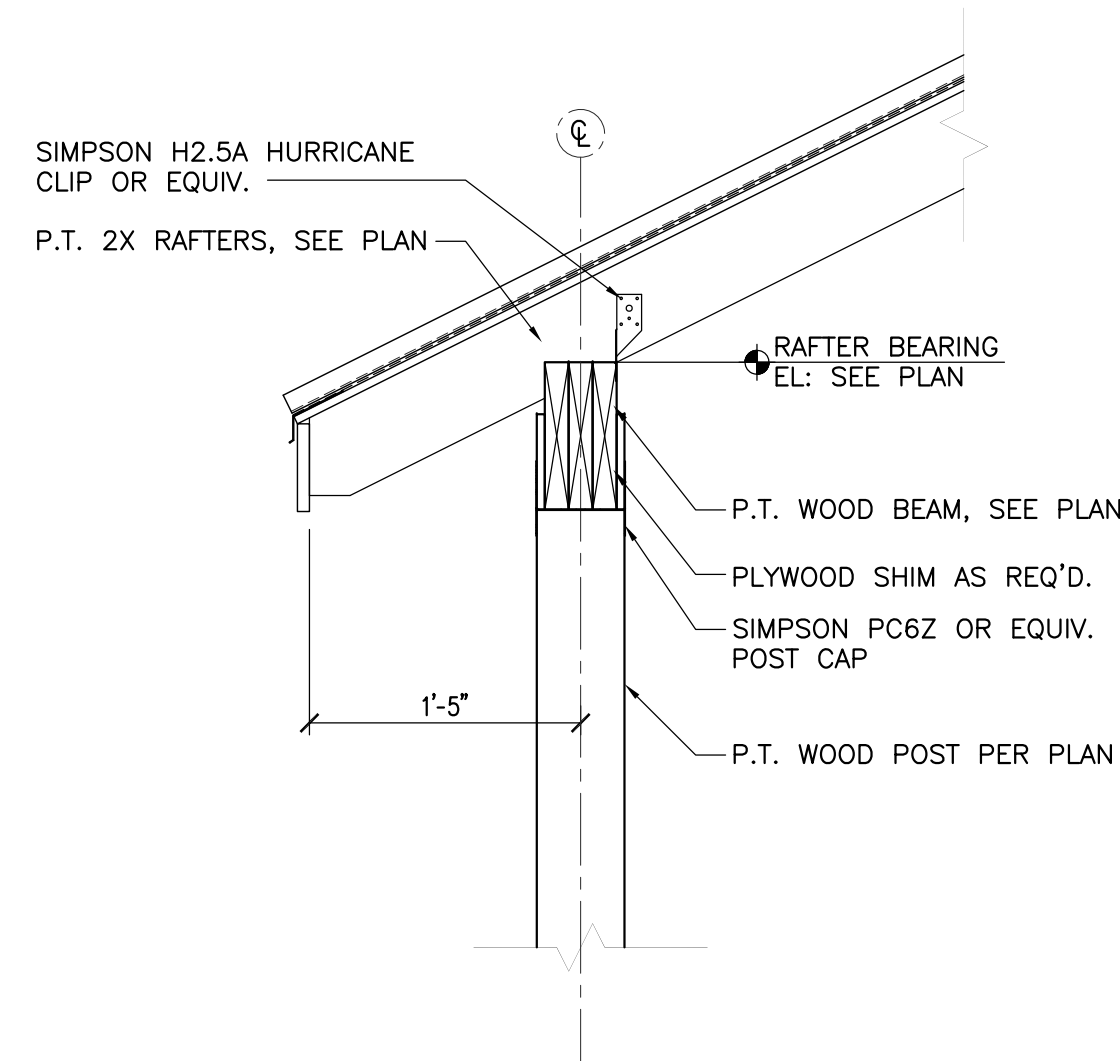 ℄
SIMPSON H2.5A HURRICANE
CLIP OR EQUIV.
P.T. 2X RAFTERS, SEE PLAN
RAFTER BEARING
EL: SEE PLAN
P.T. WOOD BEAM, SEE PLAN
PLYWOOD SHIM AS REQ'D.
SIMPSON PC6Z OR EQUIV.
POST CAP
1'-5"
P.T. WOOD POST PER PLAN